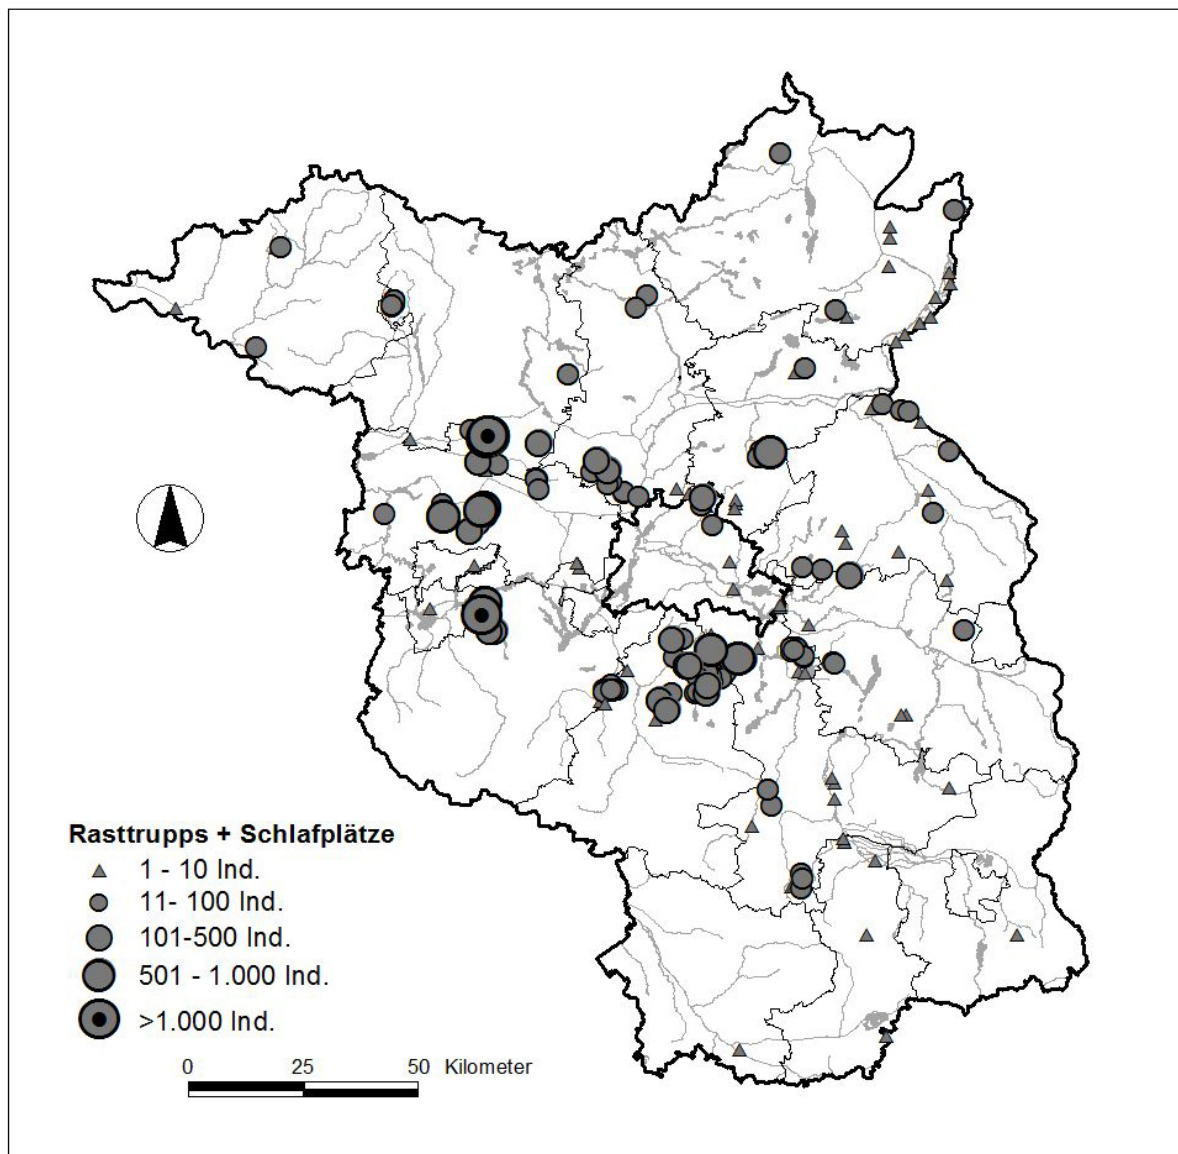 Rasttrupps + Schlafplätze
1 - 10 Ind.
11- 100 Ind.
101-500 Ind.
501 - 1.000 Ind.
>1.000 Ind.
0 25 50 Kilometer